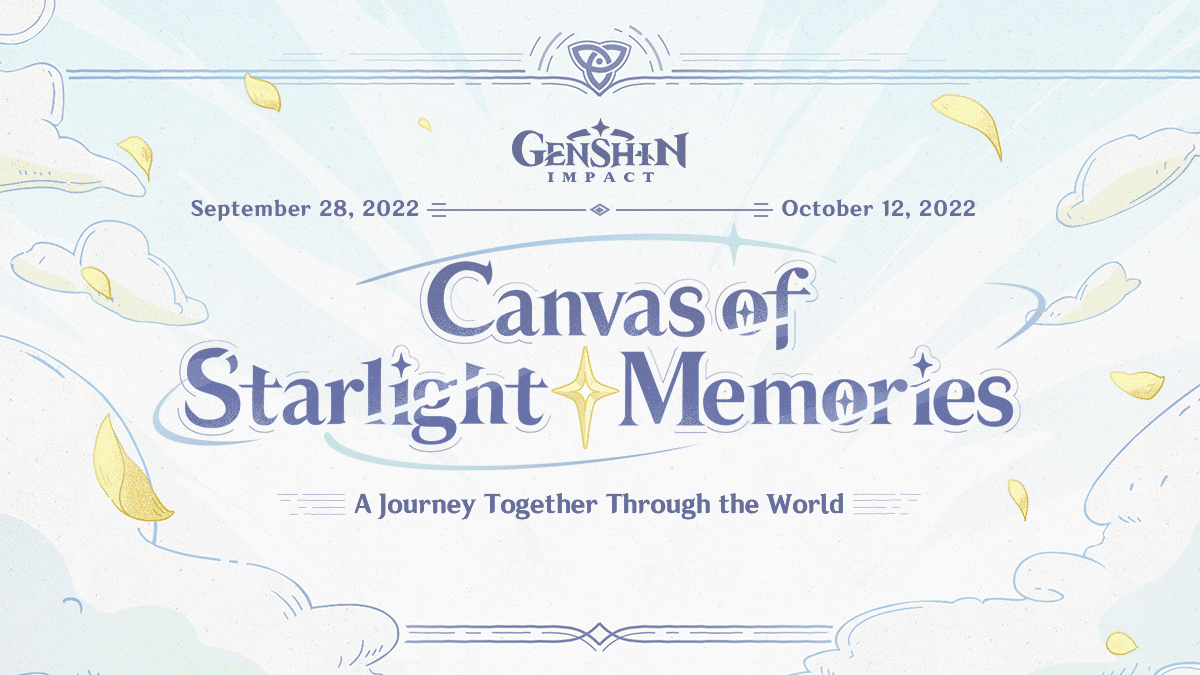 GENSHIN
IMPACT
September 28, 2022 October 12, 2022
Canvas of
Starlight Memories
A Journey Together Through the World